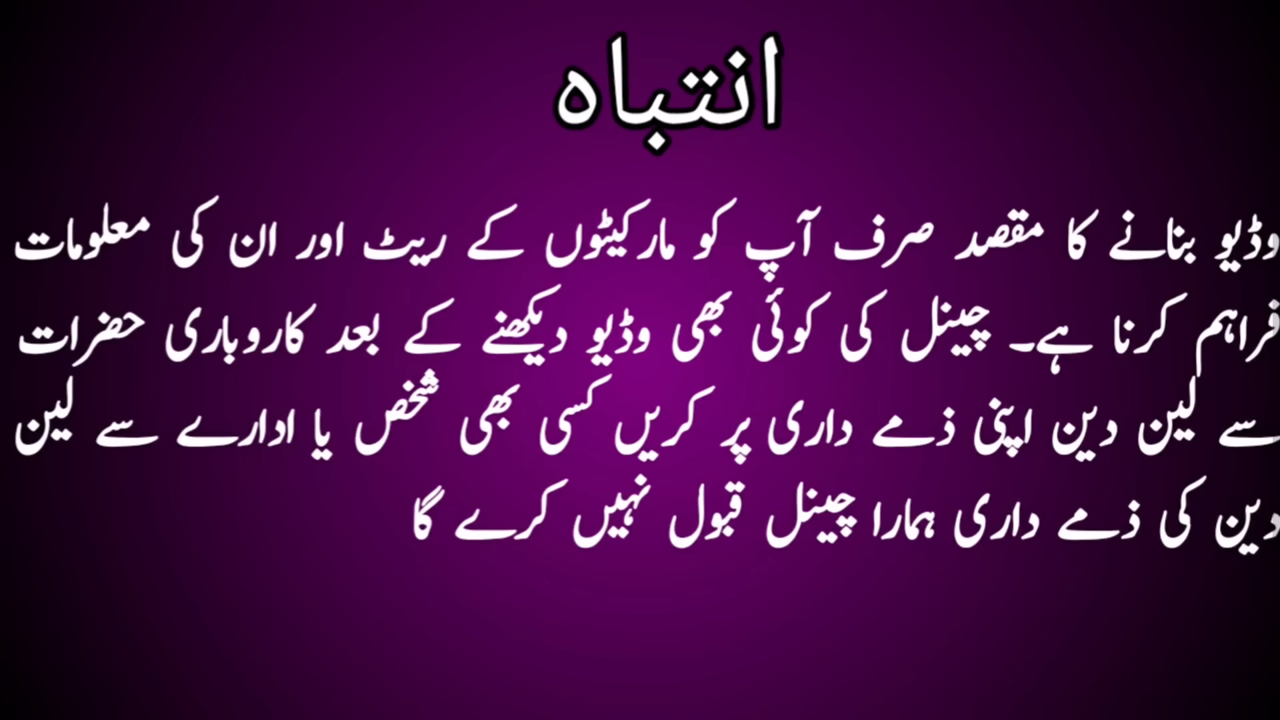 انتباہ
وڈیو بنانے کا مقصد صرف آپ کو مارکیٹوں کے ریٹ اور ان کی معلومات
فراہم کرنا ہے۔ چینل کی کوئی بھی وڈیو دیکھنے کے بعد کاروباری حضرات
سے لین دین اپنی ذمے داری پر کریں کسی بھی شخص یا ادارے سے لین
دین کی ذمے داری ہمارا چینل قبول نہیں کرے گا